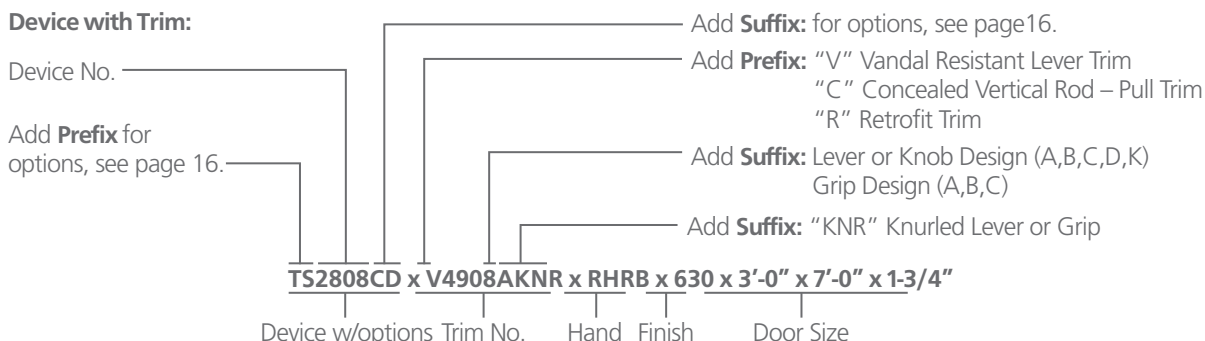 Device with Trim:
Device No.
Add Prefix for
options, see page 16.
Add Suffix: for options, see page16.
Add Prefix: “V” Vandal Resistant Lever Trim
“C” Concealed Vertical Rod – Pull Trim
“R” Retrofit Trim
Add Suffix: Lever or Knob Design (A,B,C,D,K)
Grip Design (A,B,C)
Add Suffix: “KNR” Knurled Lever or Grip
TS2808CD x V4908AKNR x RHRB x 630 x 3’-0” x 7’-0” x 1-3/4”
Device w/options Trim No. Hand Finish Door Size